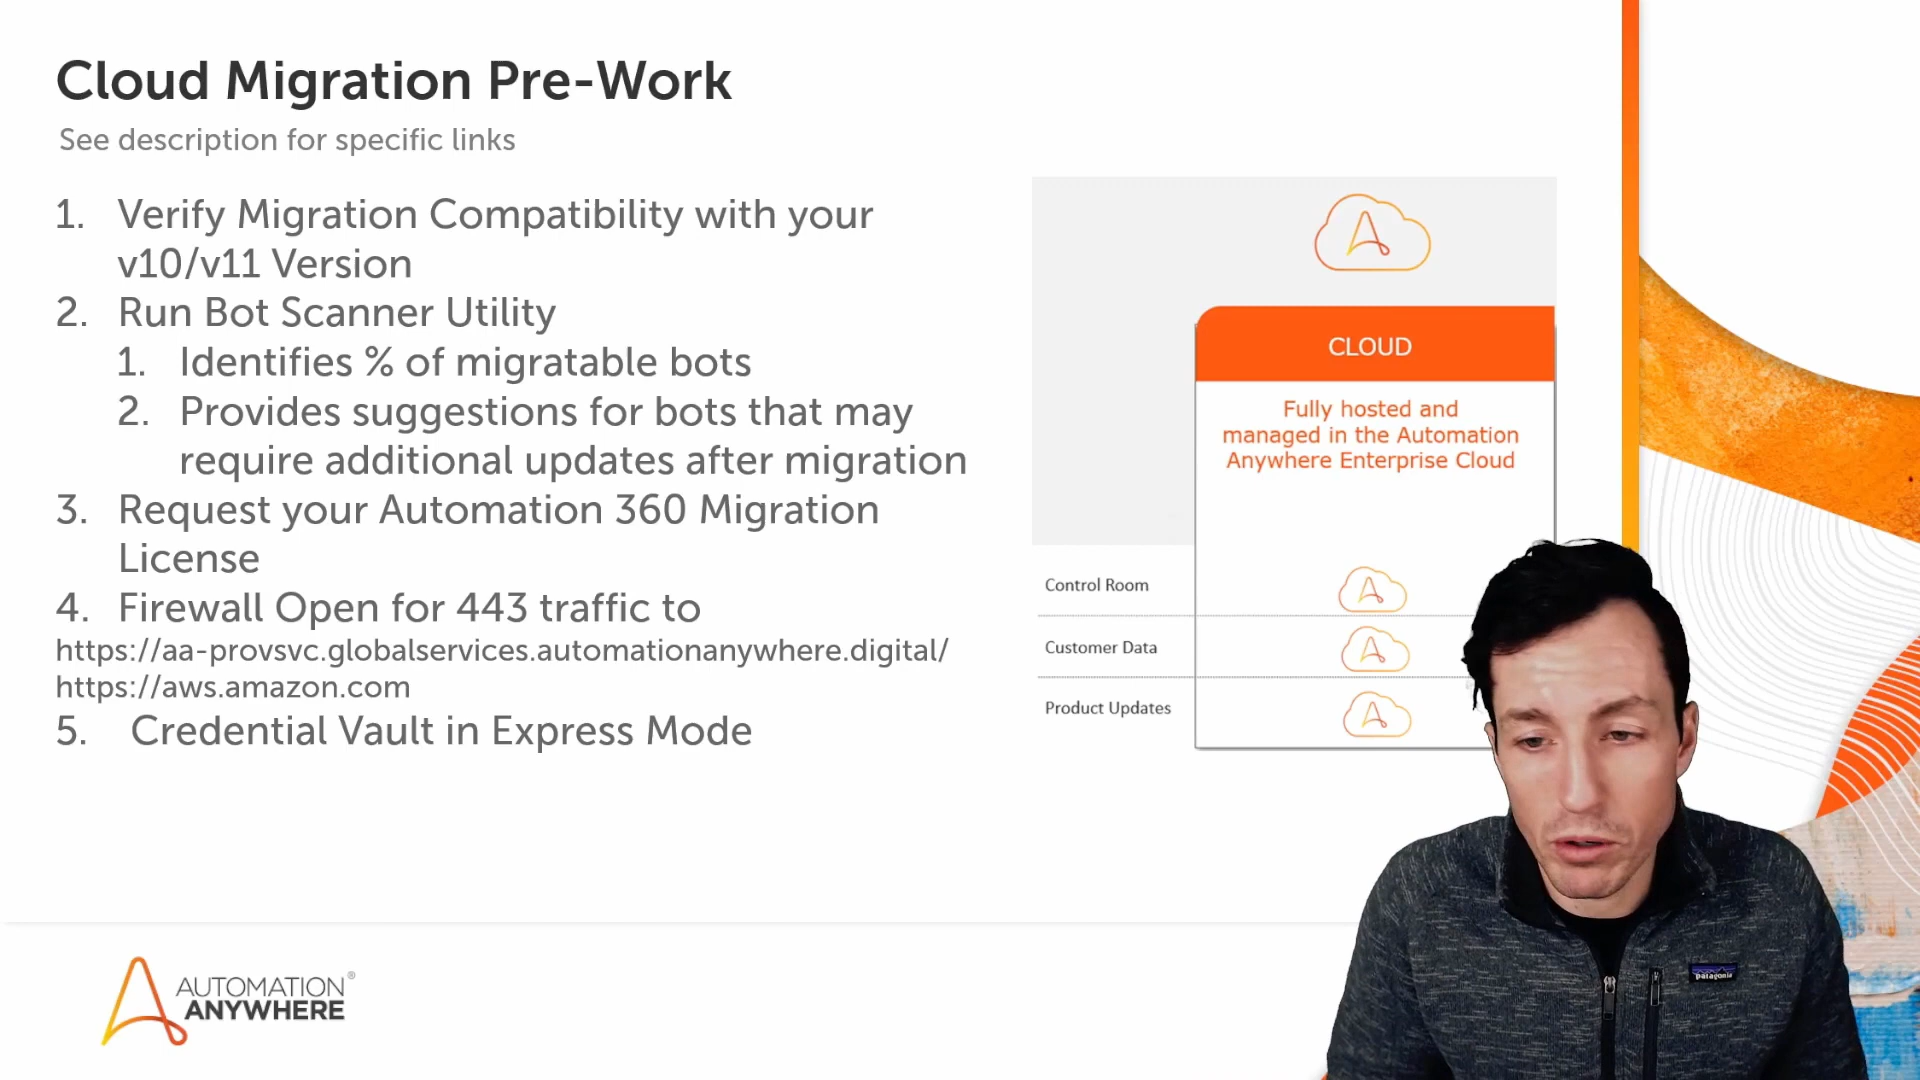 Cloud Migration Pre-Work
See description for specific links
1. Verify Migration Compatibility with your
v10/v11 Version
2. Run Bot Scanner Utility
1. Identifies % of migratable bots
2. Provides suggestions for bots that may
require additional updates after migration
3. Request your Automation 360 Migration
License
4. Firewall Open for 443 traffic to
https://aa-provsvc.globalservices.automationanywhere.digital/
https://aws.amazon.com
5. Credential Vault in Express Mode
CLOUD
Fully hosted and
managed in the Automation
Anywhere Enterprise Cloud
Control Room
Customer Data
Product Updates
AUTOMATION®
ANYWHERE
patagonia